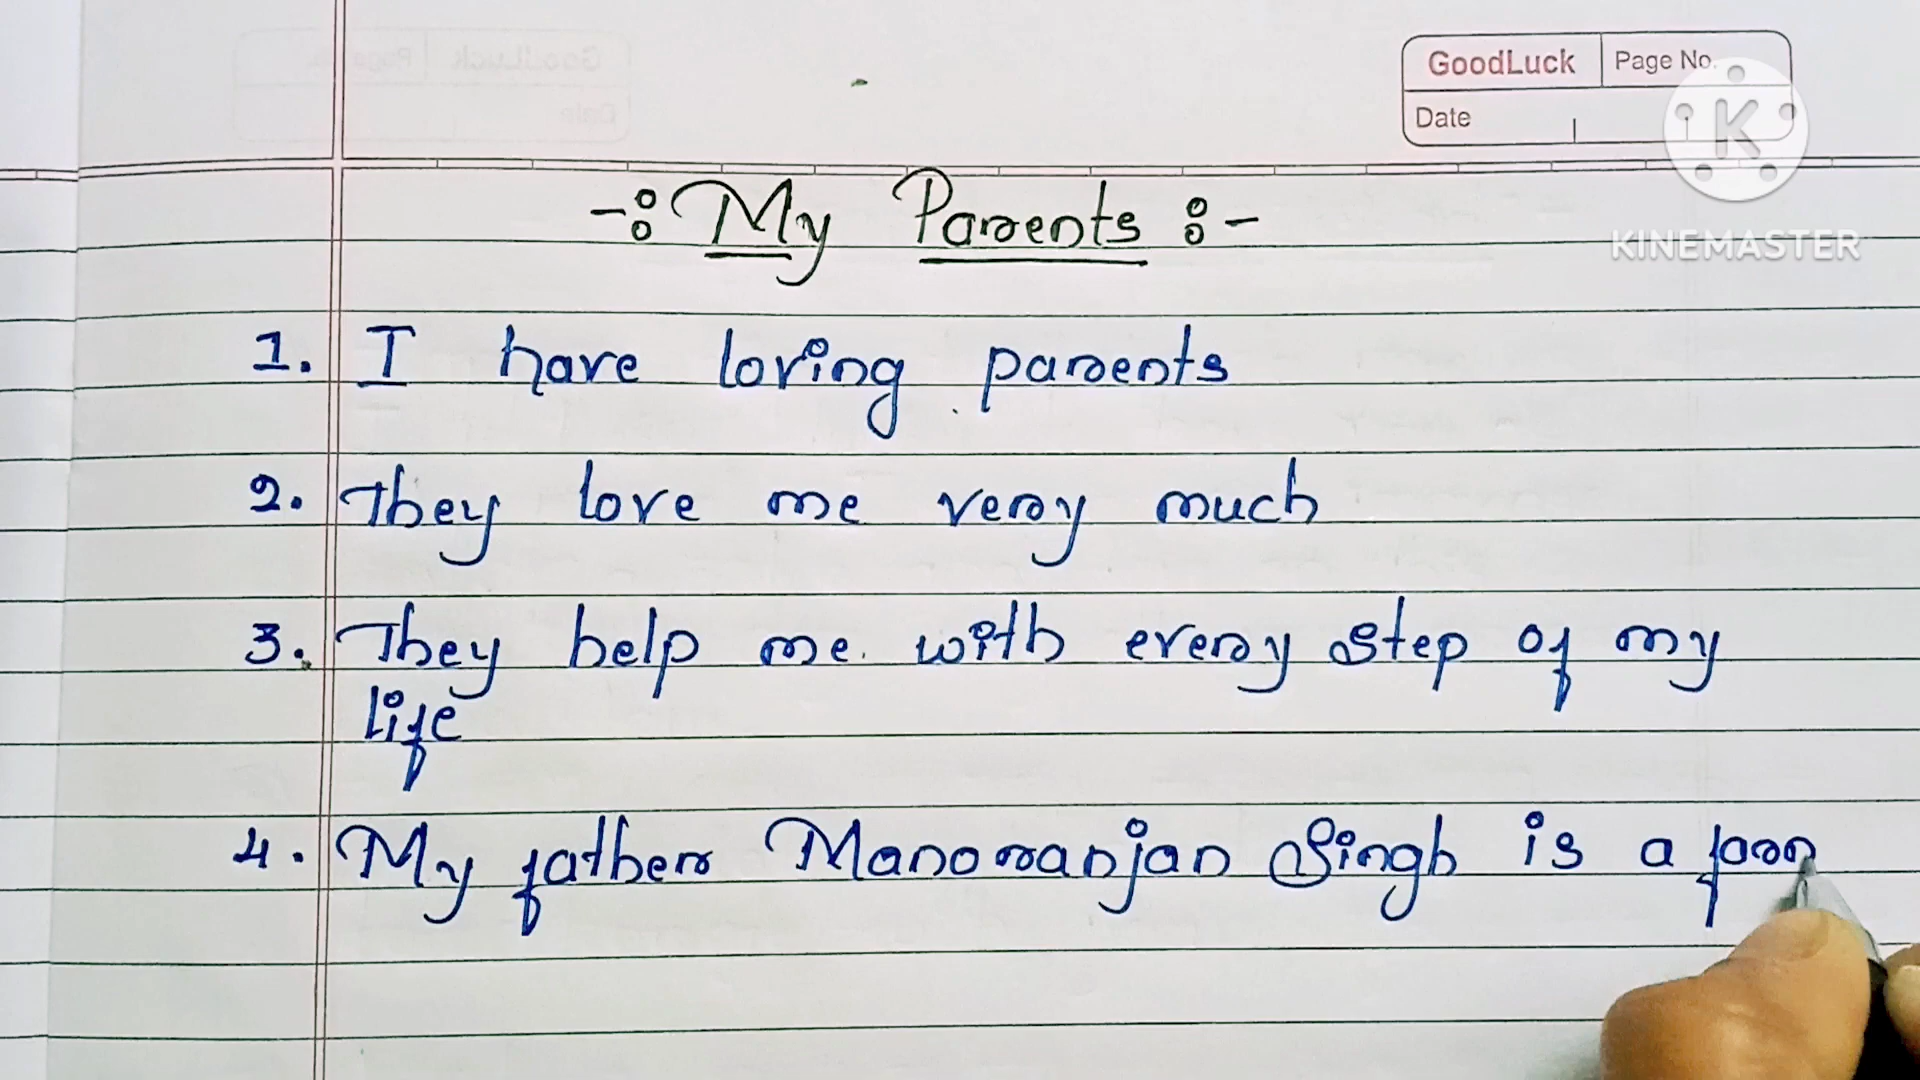 GoodLuck Page No.
Date
KINEMASTER
-: My Parents :-
1. I have loving parents
2. They love me very much
3. They help me with every step of my
life
4. My father Manoranjan Singh is a